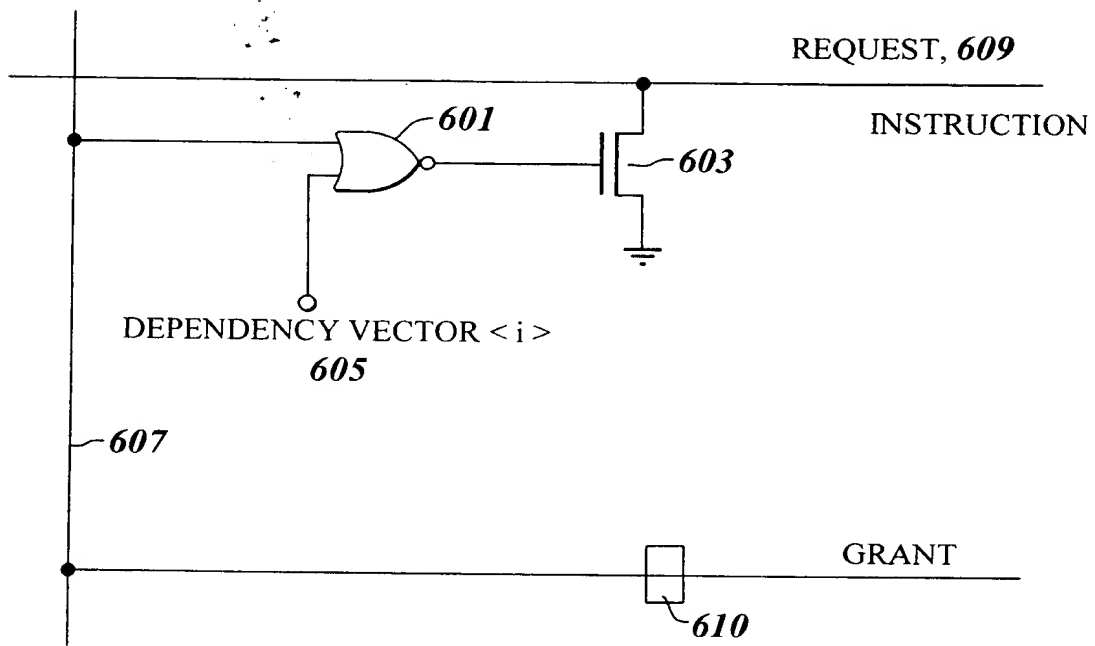 REQUEST, 609
601
INSTRUCTION
603
DEPENDENCY VECTOR < i >
605
607
GRANT
610